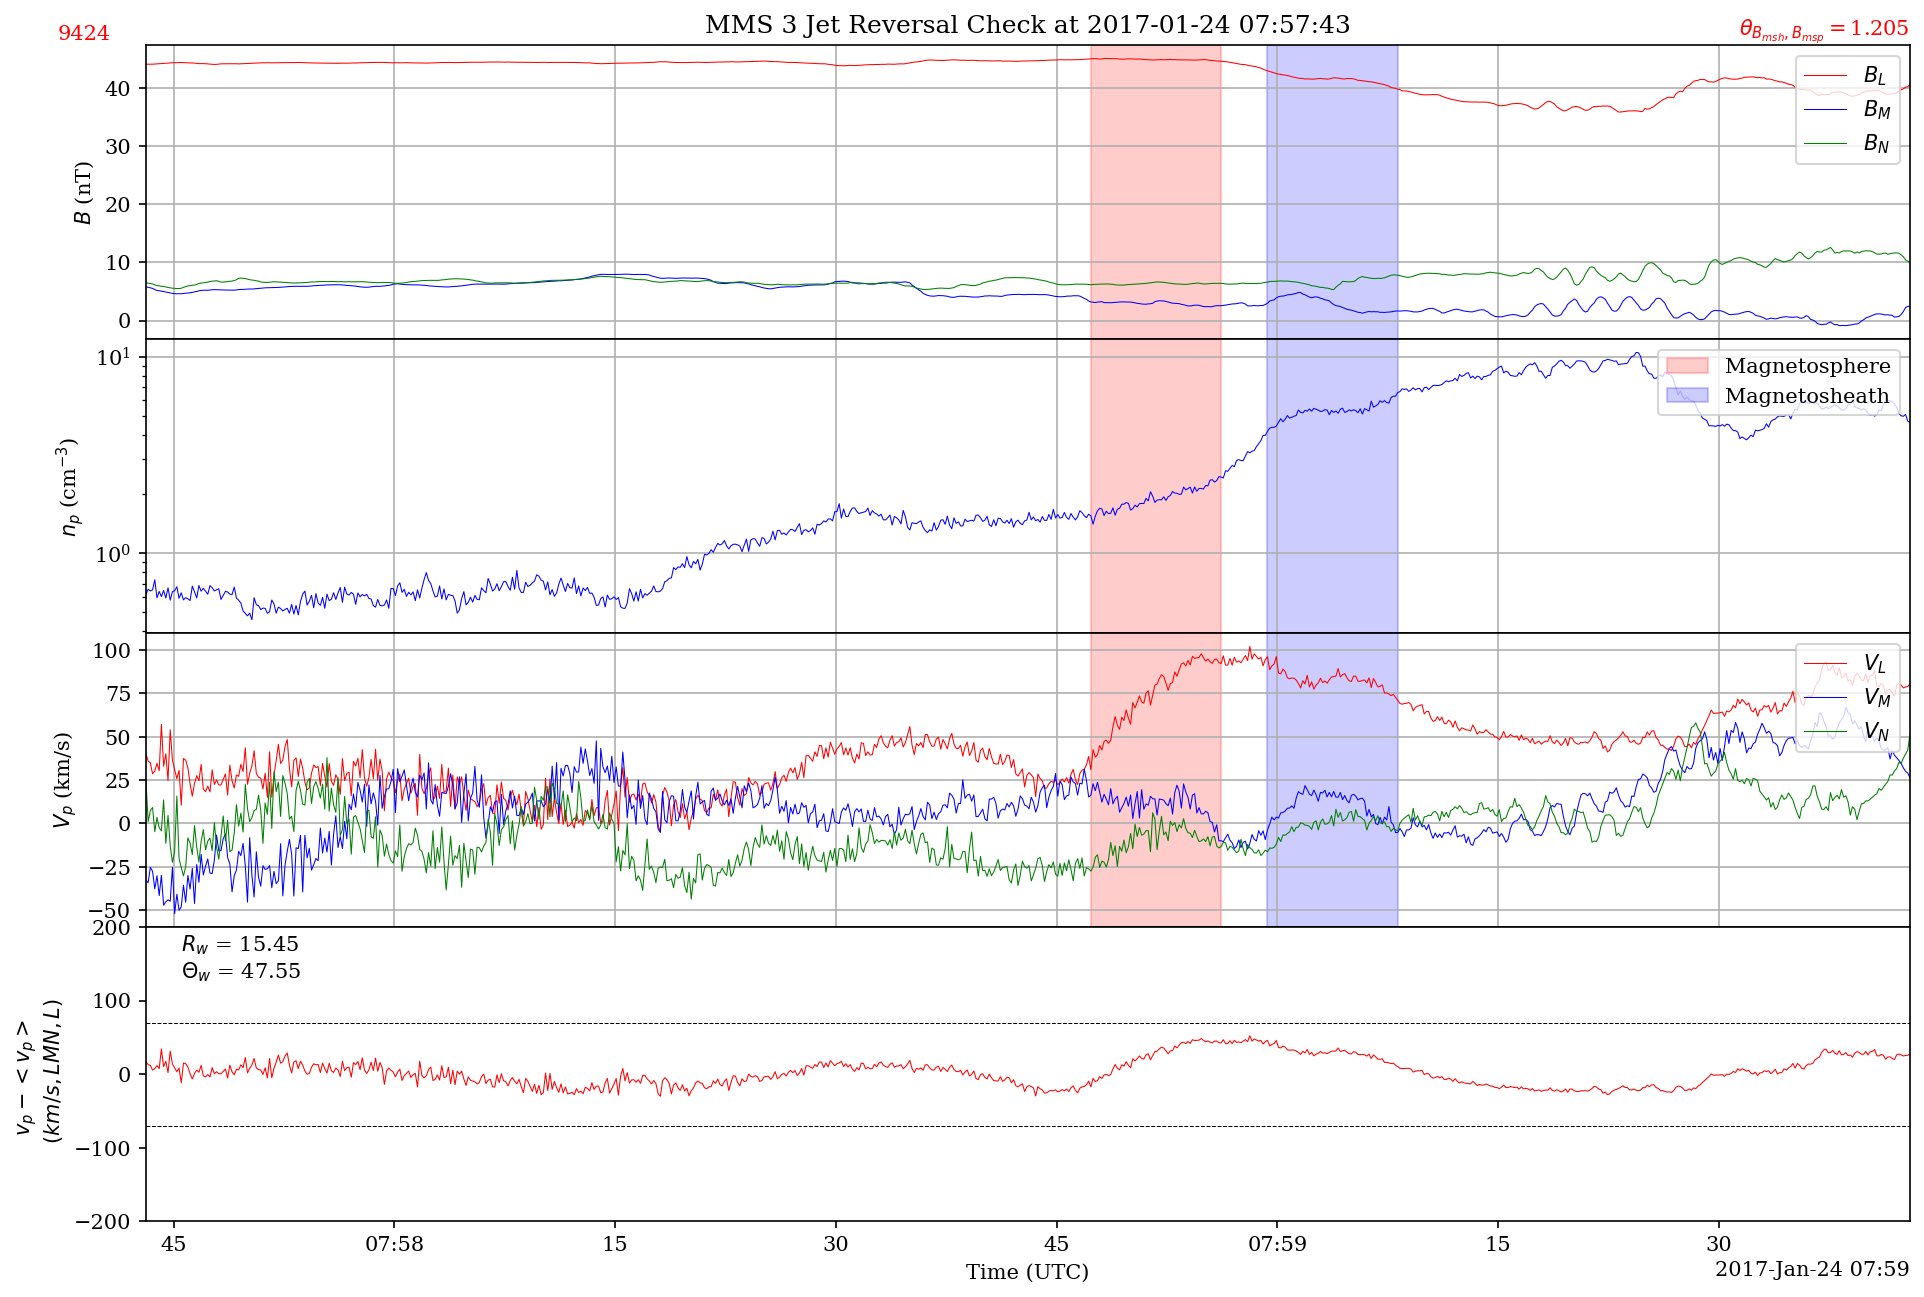 9424
MMS 3 Jet Reversal Check at 2017-01-24 07:57:43
θ_{B_{msh}, B_{msp}} = 1.205
B (nT)
40
30
20
10
0
B_L
B_M
B_N
n_p (cm⁻³)
10¹
10⁰
Magnetosphere
Magnetosheath
V_p (km/s)
100
75
50
25
0
−25
−50
V_L
V_M
V_N
v_p − <v_p>
(km/s, LMN, L)
200
100
0
−100
−200
R_w = 15.45
Θ_w = 47.55
45
07:58
15
30
45
07:59
15
30
Time (UTC)
2017-Jan-24 07:59